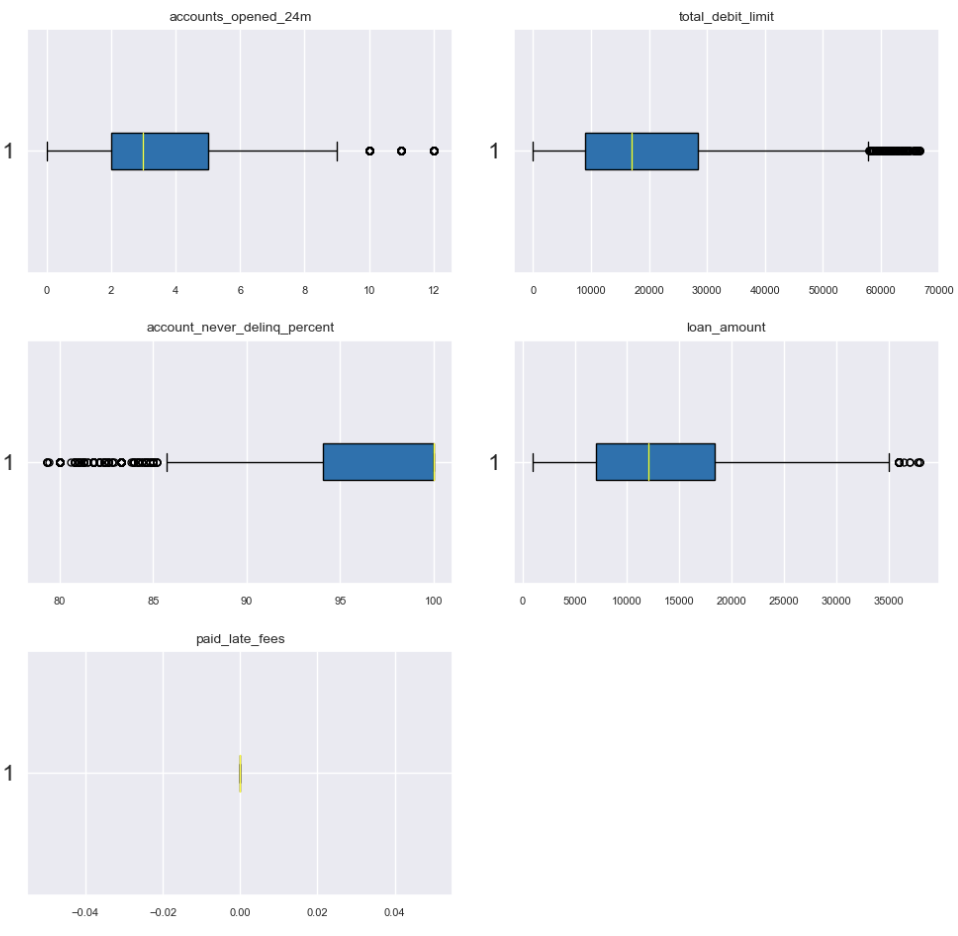 accounts_opened_24m
1
0 2 4 6 8 10 12
total_debit_limit
1
0 10000 20000 30000 40000 50000 60000 70000
account_never_delinq_percent
1
80 85 90 95 100
loan_amount
1
0 5000 10000 15000 20000 25000 30000 35000
paid_late_fees
1
−0.04 −0.02 0.00 0.02 0.04